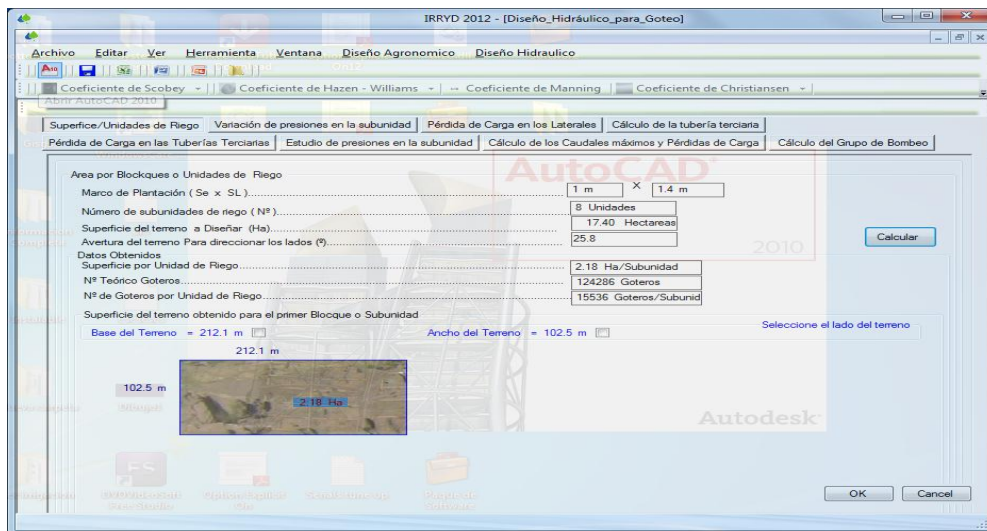 IRRYD 2012 - [Diseño_Hidráulico_para_Goteo]
Archivo Editar Ver Herramienta Ventana Diseño Agronomico Diseño Hidraulico
Coeficiente de Scobey Coeficiente de Hazen - Williams Coeficiente de Manning Coeficiente de Christiansen
Abrir AutoCAD 2010
Superfice/Unidades de Riego Variación de presiones en la subunidad Pérdida de Carga en los Laterales Cálculo de la tubería terciaria
Pérdida de Carga en las Tuberías Terciarias Estudio de presiones en la subunidad Cálculo de los Caudales máximos y Pérdidas de Carga Cálculo del Grupo de Bombeo
Area por Blockques o Unidades de Riego
AutoCAD
Marco de Plantación ( Se x SL ) 1 m X 1.4 m
Número de subunidades de riego ( Nº ) 8 Unidades
Superficie del terreno a Diseñar (Ha) 17.40 Hectareas
Avertura del terreno Para direccionar los lados (º) 25.8
Calcular
2010
Datos Obtenidos
Superficie por Unidad de Riego 2.18 Ha/Subunidad
Nº Teórico Goteros 124286 Goteros
Nº de Goteros por Unidad de Riego 15536 Goteros/Subunid
Superficie del terreno obtenido para el primer Blocque o Subunidad
Seleccione el lado del terreno
Base del Terreno = 212.1 m Ancho del Terreno = 102.5 m
212.1 m
102.5 m
2.18 Ha
Autodesk
OK Cancel